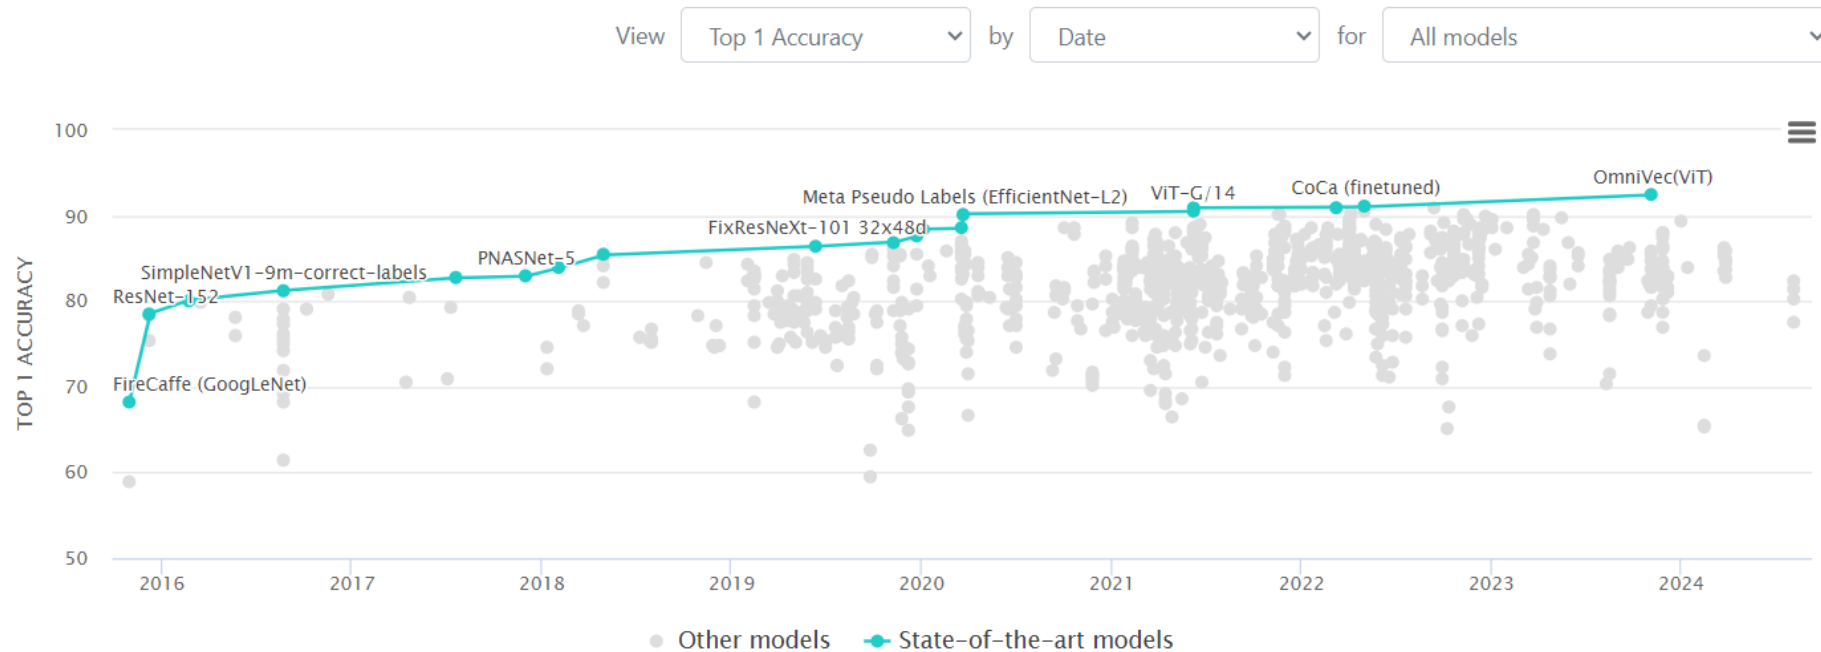 View Top 1 Accuracy by Date for All models
100
90
80
70
60
50
TOP 1 ACCURACY
OmniVec(ViT)
CoCa (finetuned)
ViT-G/14
Meta Pseudo Labels (EfficientNet-L2)
FixResNeXt-101 32x48d
PNASNet-5
SimpleNetV1-9m-correct-labels
ResNet-152
FireCaffe (GoogLeNet)
2016 2017 2018 2019 2020 2021 2022 2023 2024
Other models State-of-the-art models